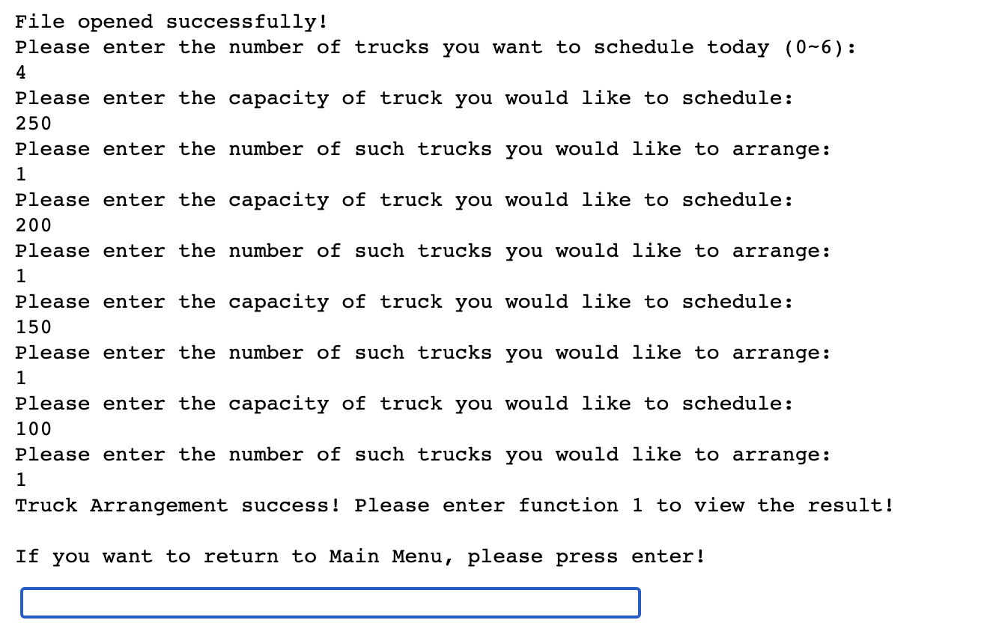 File opened successfully!
Please enter the number of trucks you want to schedule today (0~6):
4
Please enter the capacity of truck you would like to schedule:
250
Please enter the number of such trucks you would like to arrange:
1
Please enter the capacity of truck you would like to schedule:
200
Please enter the number of such trucks you would like to arrange:
1
Please enter the capacity of truck you would like to schedule:
150
Please enter the number of such trucks you would like to arrange:
1
Please enter the capacity of truck you would like to schedule:
100
Please enter the number of such trucks you would like to arrange:
1
Truck Arrangement success! Please enter function 1 to view the result!
If you want to return to Main Menu, please press enter!